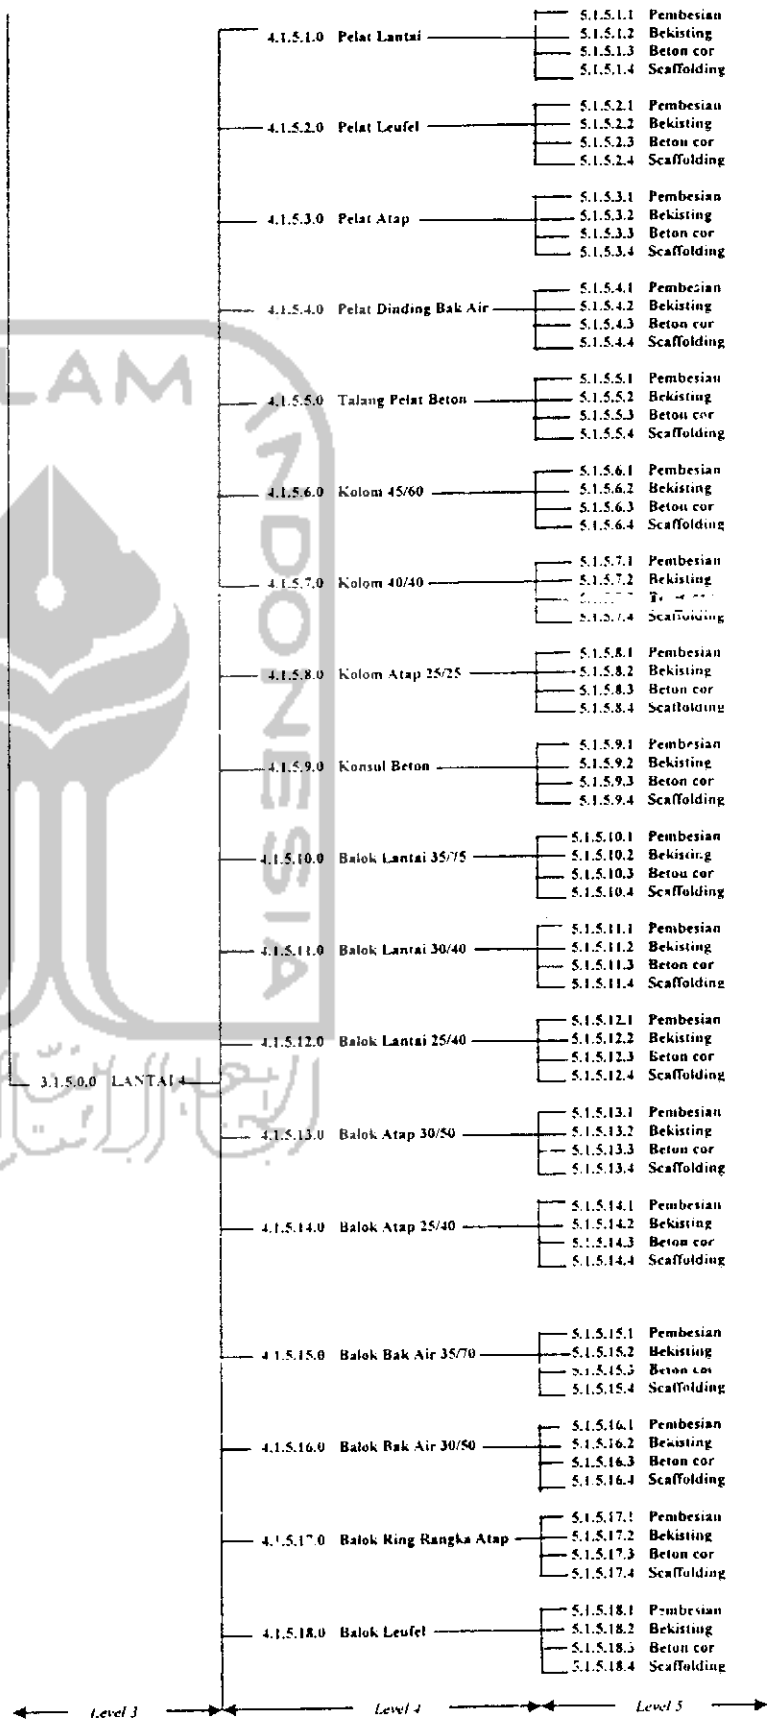 5.1.5.1.1 Pembesian
4.1.5.1.0 Pelat Lantai 5.1.5.1.2 Bekisting
5.1.5.1.3 Beton cor
5.1.5.1.4 Scaffolding
5.1.5.2.1 Pembesian
4.1.5.2.0 Pelat Leufel 5.1.5.2.2 Bekisting
5.1.5.2.3 Beton cor
5.1.5.2.4 Scaffolding
5.1.5.3.1 Pembesian
4.1.5.3.0 Pelat Atap 5.1.5.3.2 Bekisting
5.1.5.3.3 Beton cor
5.1.5.3.4 Scaffolding
5.1.5.4.1 Pembesian
4.1.5.4.0 Pelat Dinding Bak Air 5.1.5.4.2 Bekisting
5.1.5.4.3 Beton cor
5.1.5.4.4 Scaffolding
5.1.5.5.1 Pembesian
4.1.5.5.0 Talang Pelat Beton 5.1.5.5.2 Bekisting
5.1.5.5.3 Beton cor
5.1.5.5.4 Scaffolding
5.1.5.6.1 Pembesian
4.1.5.6.0 Kolom 45/60 5.1.5.6.2 Bekisting
5.1.5.6.3 Beton cor
5.1.5.6.4 Scaffolding
5.1.5.7.1 Pembesian
4.1.5.7.0 Kolom 40/40 5.1.5.7.2 Bekisting
5.1.5.7.4 Scaffolding
5.1.5.8.1 Pembesian
4.1.5.8.0 Kolom Atap 25/25 5.1.5.8.2 Bekisting
5.1.5.8.3 Beton cor
5.1.5.8.4 Scaffolding
5.1.5.9.1 Pembesian
4.1.5.9.0 Konsul Beton 5.1.5.9.2 Bekisting
5.1.5.9.3 Beton cor
5.1.5.9.4 Scaffolding
5.1.5.10.1 Pembesian
4.1.5.10.0 Balok Lantai 35/75 5.1.5.10.2 Bekisting
5.1.5.10.3 Beton cor
5.1.5.10.4 Scaffolding
5.1.5.11.1 Pembesian
4.1.5.11.0 Balok Lantai 30/40 5.1.5.11.2 Bekisting
5.1.5.11.3 Beton cor
5.1.5.11.4 Scaffolding
5.1.5.12.1 Pembesian
4.1.5.12.0 Balok Lantai 25/40 5.1.5.12.2 Bekisting
5.1.5.12.3 Beton cor
5.1.5.12.4 Scaffolding
3.1.5.0.0 LANTAI 4
5.1.5.13.1 Pembesian
4.1.5.13.0 Balok Atap 30/50 5.1.5.13.2 Bekisting
5.1.5.13.3 Beton cor
5.1.5.13.4 Scaffolding
5.1.5.14.1 Pembesian
4.1.5.14.0 Balok Atap 25/40 5.1.5.14.2 Bekisting
5.1.5.14.3 Beton cor
5.1.5.14.4 Scaffolding
5.1.5.15.1 Pembesian
4.1.5.15.0 Balok Bak Air 35/70 5.1.5.15.2 Bekisting
5.1.5.15.3 Beton cor
5.1.5.15.4 Scaffolding
5.1.5.16.1 Pembesian
4.1.5.16.0 Balok Bak Air 30/50 5.1.5.16.2 Bekisting
5.1.5.16.3 Beton cor
5.1.5.16.4 Scaffolding
5.1.5.17.1 Pembesian
4.1.5.17.0 Balok Ring Rangka Atap 5.1.5.17.2 Bekisting
5.1.5.17.3 Beton cor
5.1.5.17.4 Scaffolding
5.1.5.18.1 Pembesian
4.1.5.18.0 Balok Leufel 5.1.5.18.2 Bekisting
5.1.5.18.3 Beton cor
5.1.5.18.4 Scaffolding
Level 3 Level 4 Level 5
LAM
INDONESIA